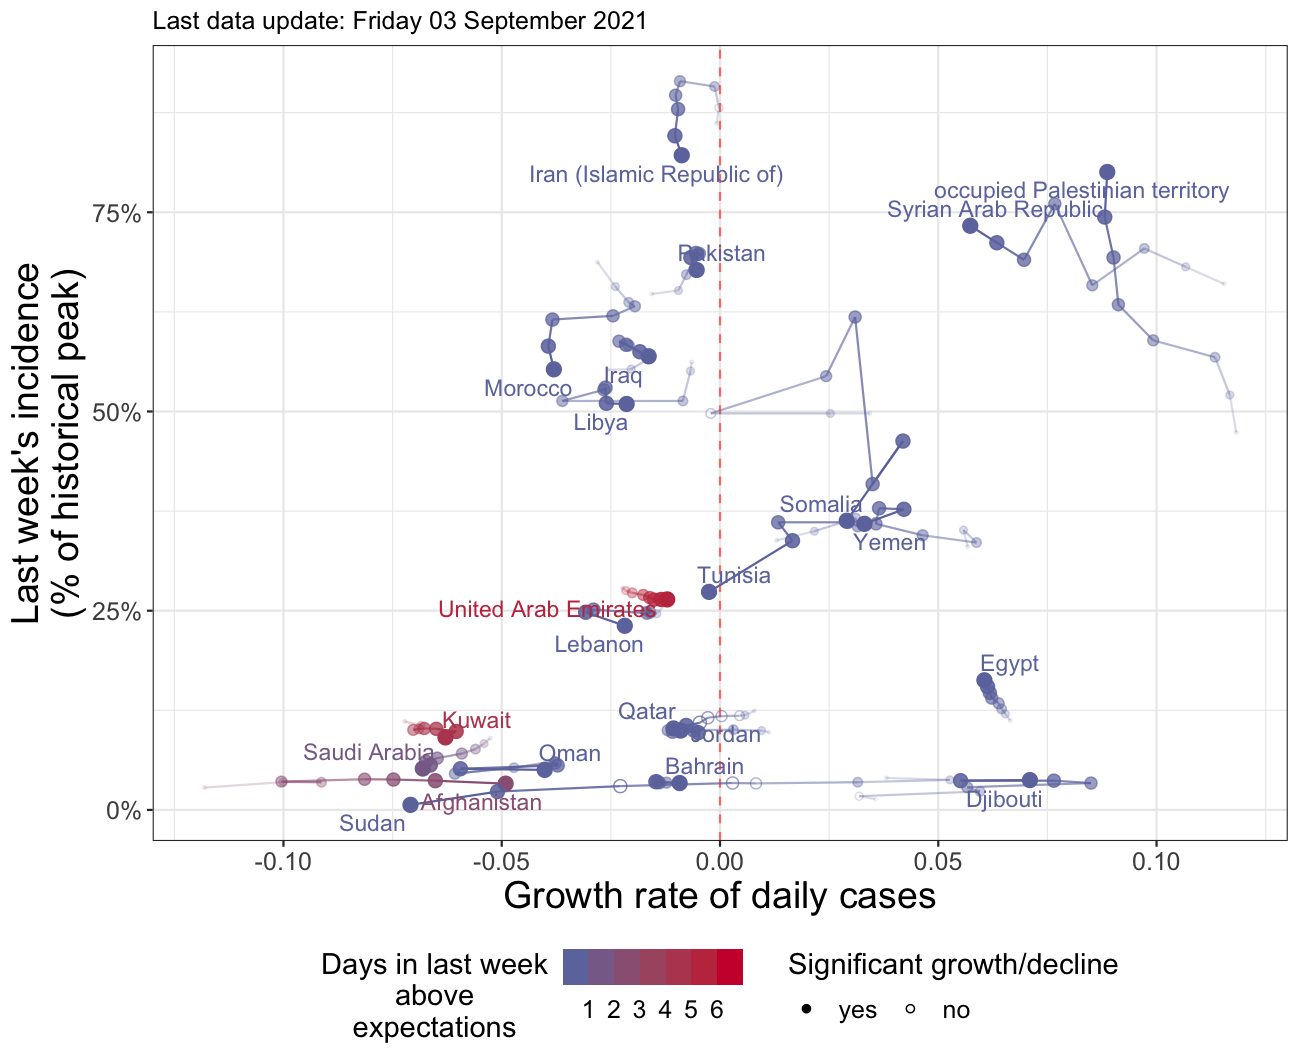 Last data update: Friday 03 September 2021
Last week's incidence
(% of historical peak)
75%
50%
25%
0%
Iran (Islamic Republic of)
occupied Palestinian territory
Syrian Arab Republic
Pakistan
Iraq
Morocco
Libya
Somalia
Yemen
Tunisia
United Arab Emirates
Lebanon
Egypt
Qatar
Kuwait
Jordan
Saudi Arabia
Oman
Bahrain
Afghanistan
Djibouti
Sudan
-0.10 -0.05 0.00 0.05 0.10
Growth rate of daily cases
Days in last week
above
expectations
1 2 3 4 5 6
Significant growth/decline
yes no